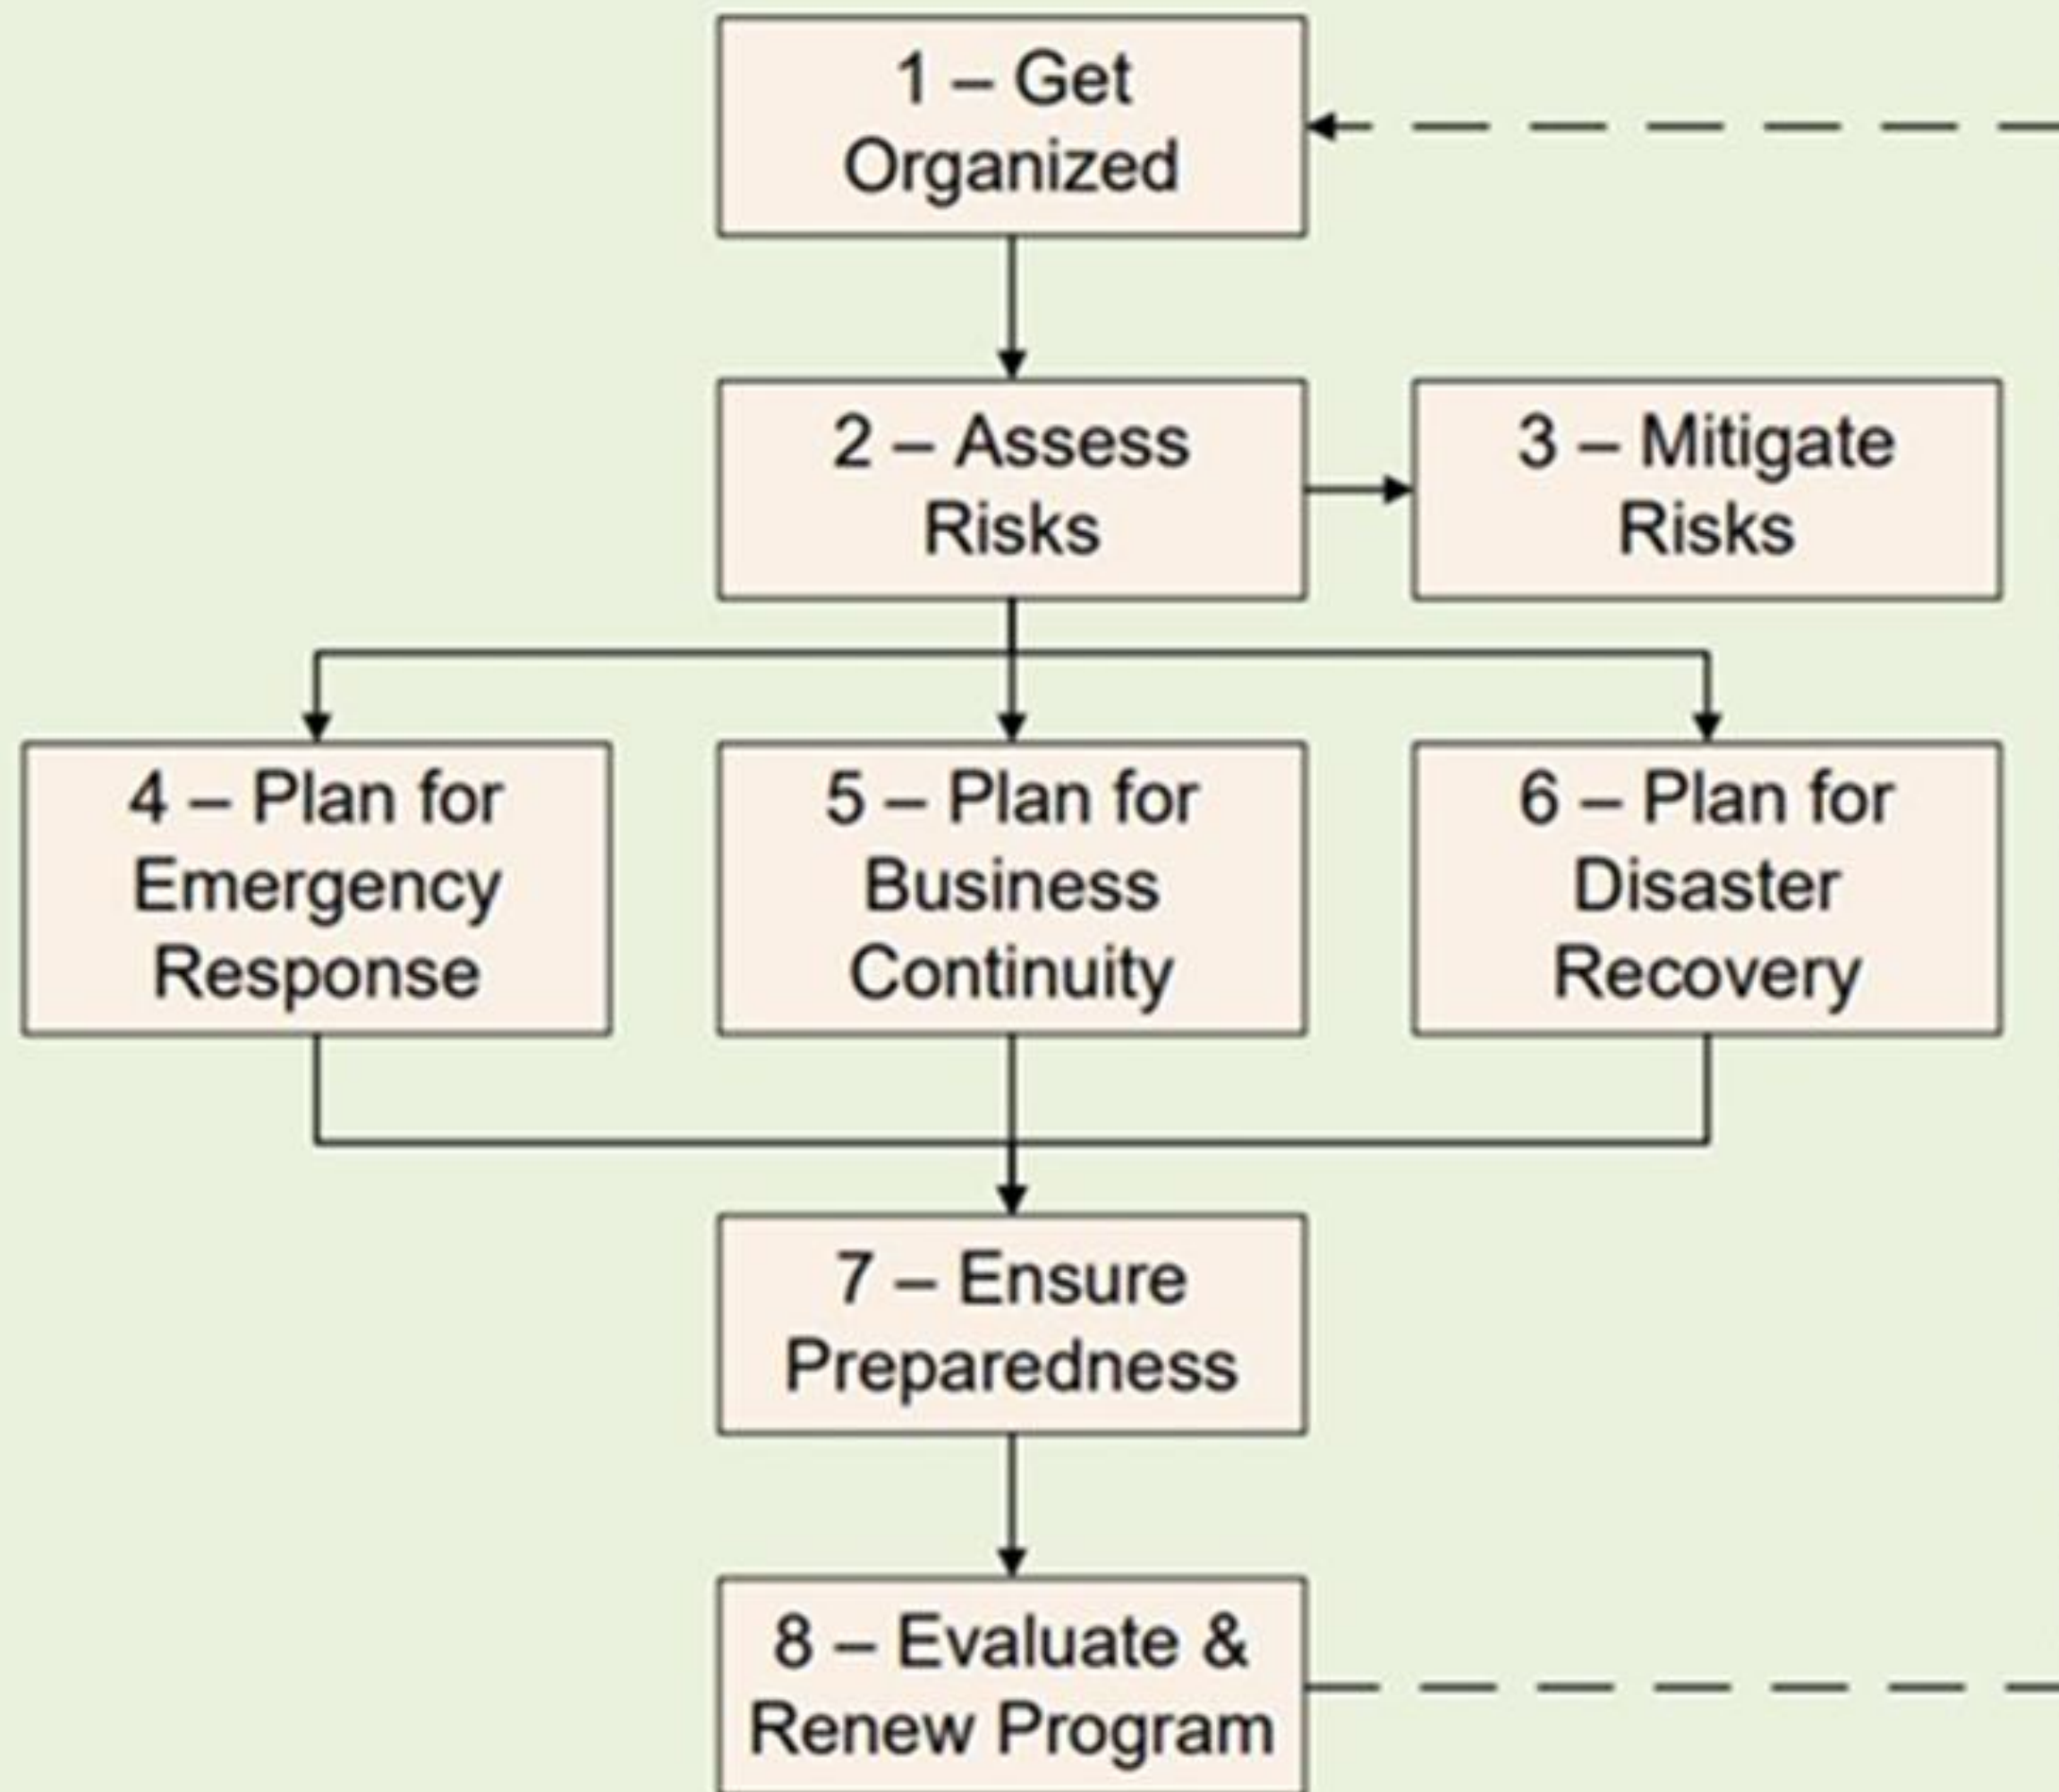 1 – Get
Organized
2 – Assess
Risks
3 – Mitigate
Risks
4 – Plan for
Emergency
Response
5 – Plan for
Business
Continuity
6 – Plan for
Disaster
Recovery
7 – Ensure
Preparedness
8 – Evaluate &
Renew Program